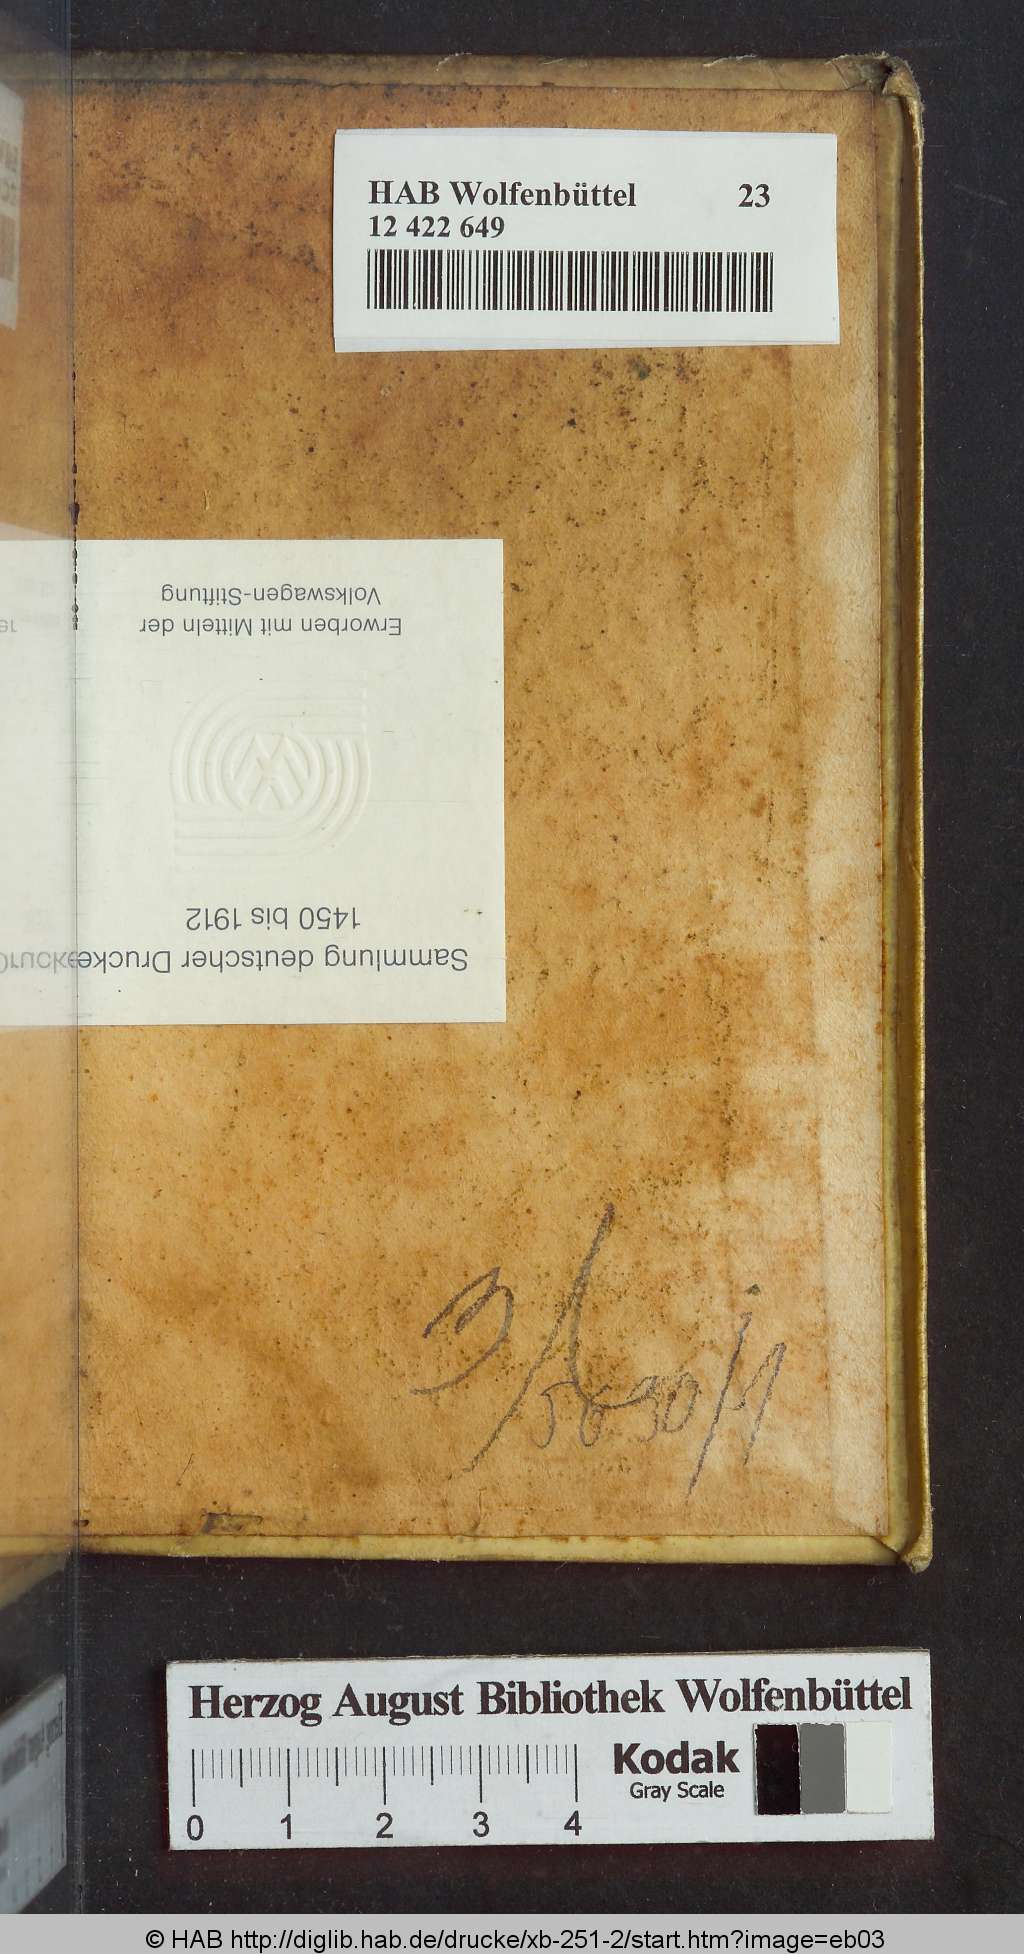 HAB Wolfenbüttel 23
12 422 649
Sammlung deutscher Drucke
1450 bis 1912
Erworben mit Mitteln der
Volkswagen-Stiftung
5630/1
Herzog August Bibliothek Wolfenbüttel
Kodak
Gray Scale
0 1 2 3 4
© HAB http://diglib.hab.de/drucke/xb-251-2/start.htm?image=eb03